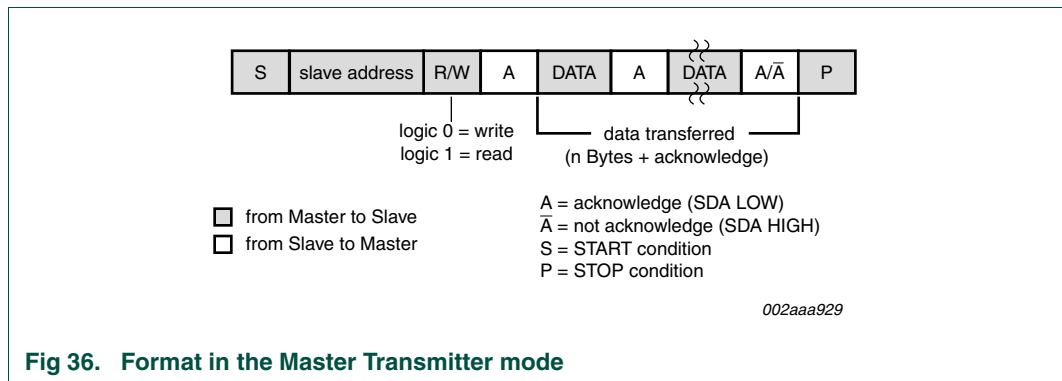 S slave address R/W A DATA A DATA A/A̅ P
logic 0 = write
logic 1 = read
data transferred
(n Bytes + acknowledge)
from Master to Slave
from Slave to Master
A = acknowledge (SDA LOW)
A̅ = not acknowledge (SDA HIGH)
S = START condition
P = STOP condition
002aaa929
Fig 36. Format in the Master Transmitter mode